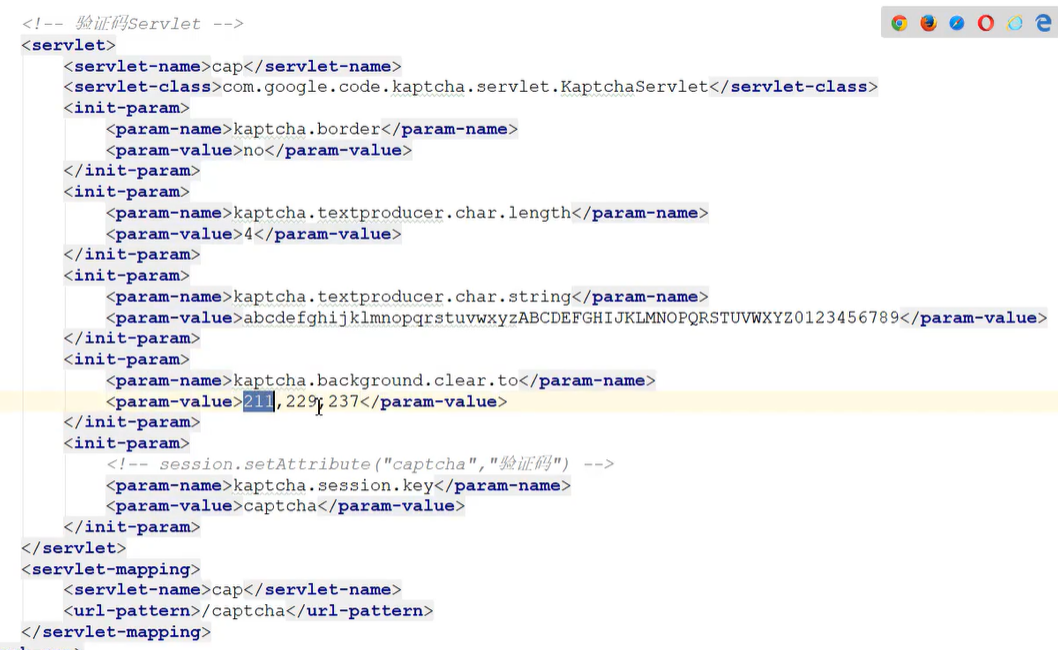 <!-- 验证码Servlet -->
<servlet>
<servlet-name>cap</servlet-name>
<servlet-class>com.google.code.kaptcha.servlet.KaptchaServlet</servlet-class>
<init-param>
<param-name>kaptcha.border</param-name>
<param-value>no</param-value>
</init-param>
<init-param>
<param-name>kaptcha.textproducer.char.length</param-name>
<param-value>4</param-value>
</init-param>
<init-param>
<param-name>kaptcha.textproducer.char.string</param-name>
<param-value>abcdefghijklmnopqrstuvwxyzABCDEFGHIJKLMNOPQRSTUVWXYZ0123456789</param-value>
</init-param>
<init-param>
<param-name>kaptcha.background.clear.to</param-name>
<param-value>211,229,237</param-value>
</init-param>
<init-param>
<!-- session.setAttribute("captcha","验证码") -->
<param-name>kaptcha.session.key</param-name>
<param-value>captcha</param-value>
</init-param>
</servlet>
<servlet-mapping>
<servlet-name>cap</servlet-name>
<url-pattern>/captcha</url-pattern>
</servlet-mapping>